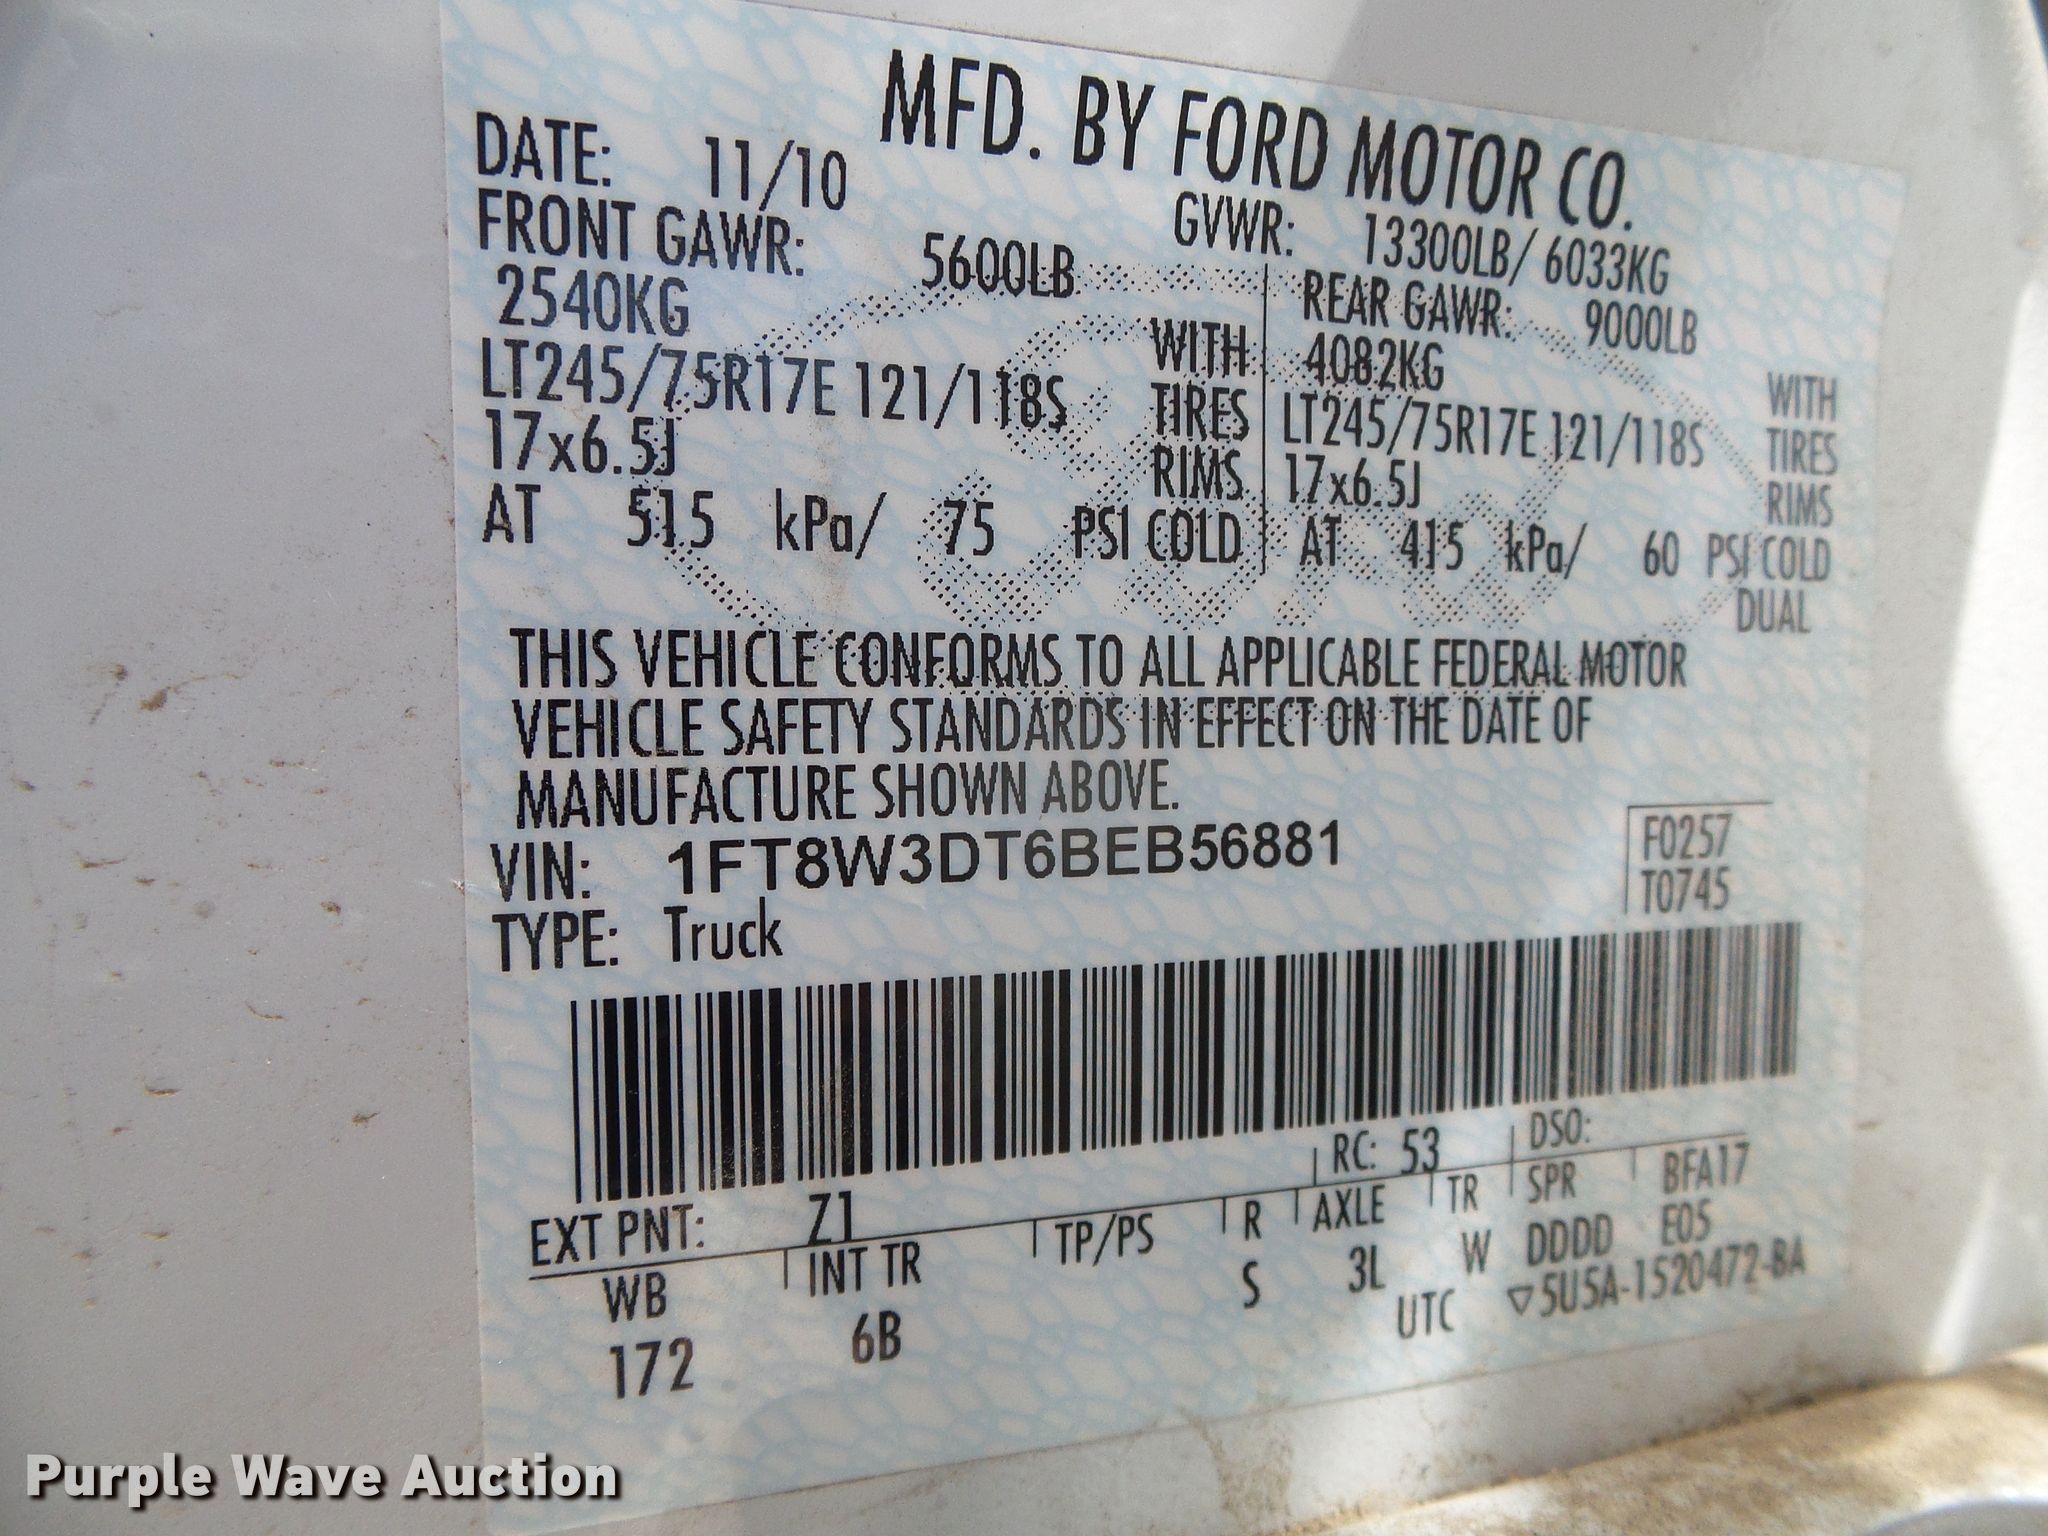 MFD. BY FORD MOTOR CO.
DATE: 11/10 GVWR: 13300LB/ 6033KG
FRONT GAWR: 5600LB
2540KG WITH
LT245/75R17E 121/118S TIRES
17x6.5J RIMS
AT 515 kPa/ 75 PSI COLD
REAR GAWR: 9000LB
4082KG WITH
LT245/75R17E 121/118S TIRES
17x6.5J RIMS
AT 415 kPa/ 60 PSI COLD
DUAL
THIS VEHICLE CONFORMS TO ALL APPLICABLE FEDERAL MOTOR
VEHICLE SAFETY STANDARDS IN EFFECT ON THE DATE OF
MANUFACTURE SHOWN ABOVE.
VIN: 1FT8W3DT6BEB56881 F0257
TYPE: Truck T0745
EXT PNT: Z1 RC: 53 DSO:
WB INT TR TP/PS R AXLE TR SPR BFA17
172 6B S 3L W DDDD E05
UTC ▽5U5A-1520472-BA
Purple Wave Auction